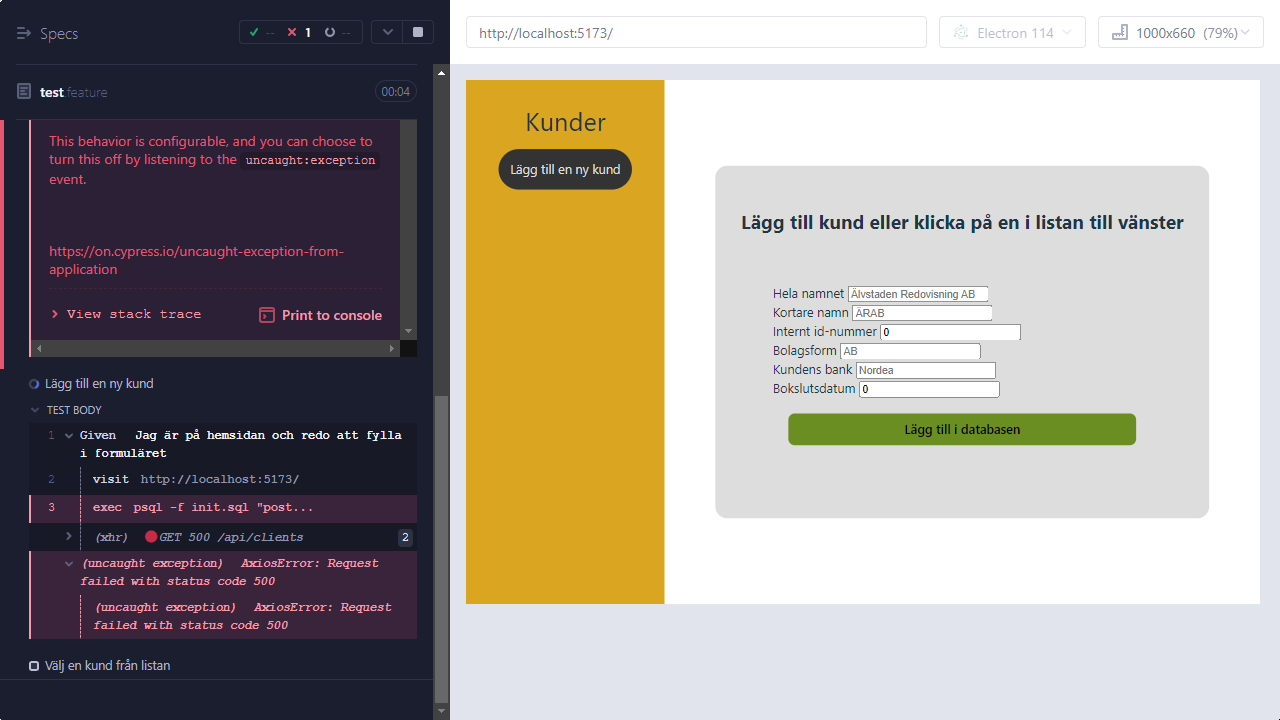 Specs
-- 1 --
test.feature
00:04
This behavior is configurable, and you can choose to
turn this off by listening to the uncaught:exception
event.
https://on.cypress.io/uncaught-exception-from-
application
View stack trace
Print to console
Lägg till en ny kund
TEST BODY
1 Given Jag är på hemsidan och redo att fylla
i formuläret
2 visit http://localhost:5173/
3 exec psql -f init.sql "post...
(xhr) GET 500 /api/clients 2
(uncaught exception) AxiosError: Request
failed with status code 500
(uncaught exception) AxiosError: Request
failed with status code 500
Välj en kund från listan
http://localhost:5173/
Electron 114
1000x660 (79%)
Kunder
Lägg till en ny kund
Lägg till kund eller klicka på en i listan till vänster
Hela namnet Älvstaden Redovisning AB
Kortare namn ÄRAB
Internt id-nummer 0
Bolagsform AB
Kundens bank Nordea
Bokslutsdatum 0
Lägg till i databasen